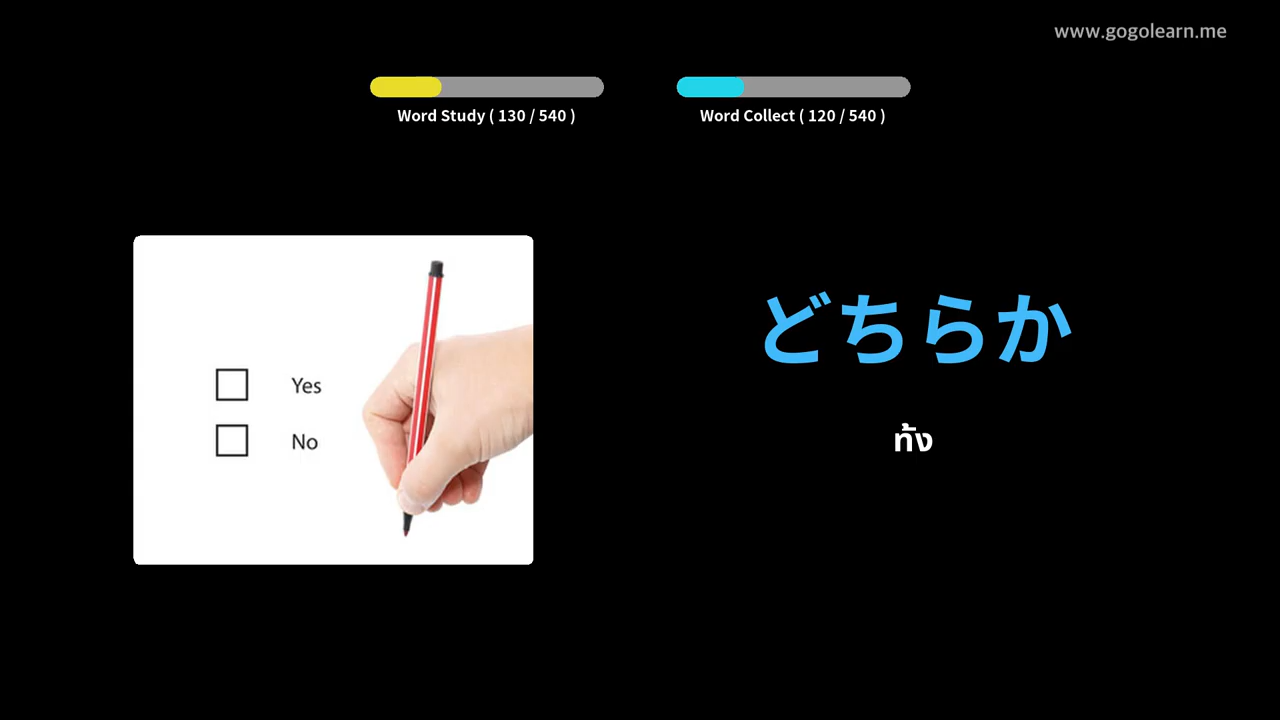 www.gogolearn.me
Word Study ( 130 / 540 )
Word Collect ( 120 / 540 )
Yes
No
どちらか
ทั้ง